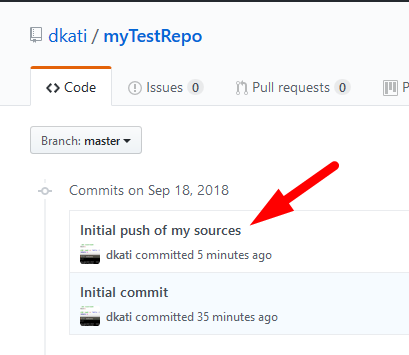 dkati / myTestRepo
<> Code Issues 0 Pull requests 0 P
Branch: master
Commits on Sep 18, 2018
Initial push of my sources
dkati committed 5 minutes ago
Initial commit
dkati committed 35 minutes ago